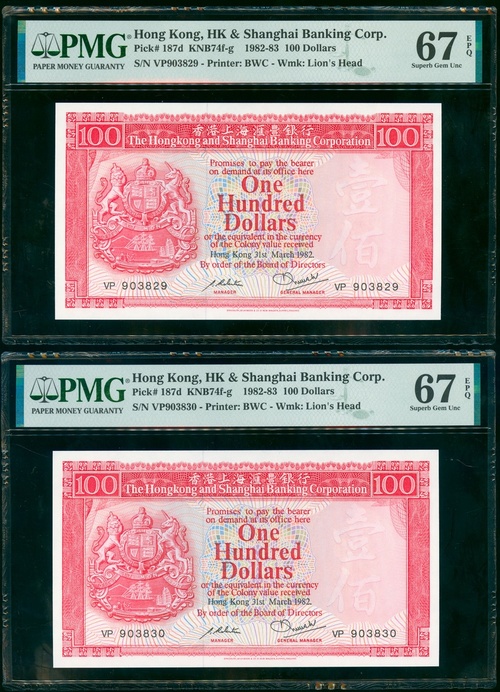 PMG
PAPER MONEY GUARANTY
Hong Kong, HK & Shanghai Banking Corp.
Pick# 187d KNB74f-g 1982-83 100 Dollars
S/N VP903829 - Printer: BWC - Wmk: Lion's Head
67 EPQ
Superb Gem Unc
香港上海滙豐銀行
100 The Hongkong and Shanghai Banking Corporation 100
Promises to pay the bearer
on demand at its office here
One
Hundred
Dollars
or the equivalent in the currency
of the Colony value received
Hong Kong 31st March 1982.
By order of the Board of Directors
壹佰
VP 903829
VP 903829
MANAGER
GENERAL MANAGER
PMG
PAPER MONEY GUARANTY
Hong Kong, HK & Shanghai Banking Corp.
Pick# 187d KNB74f-g 1982-83 100 Dollars
S/N VP903830 - Printer: BWC - Wmk: Lion's Head
67 EPQ
Superb Gem Unc
香港上海滙豐銀行
100 The Hongkong and Shanghai Banking Corporation 100
Promises to pay the bearer
on demand at its office here
One
Hundred
Dollars
or the equivalent in the currency
of the Colony value received
Hong Kong 31st March 1982.
By order of the Board of Directors
壹佰
VP 903830
VP 903830
MANAGER
GENERAL MANAGER